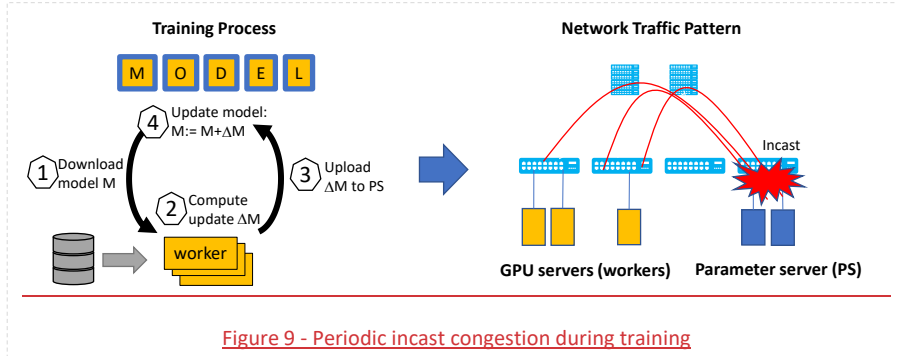 Training Process
M O D E L
4 Update model:
M:= M+ΔM
1 Download
model M
2 Compute
update ΔM
3 Upload
ΔM to PS
worker
Network Traffic Pattern
Incast
GPU servers (workers)
Parameter server (PS)
Figure 9 - Periodic incast congestion during training